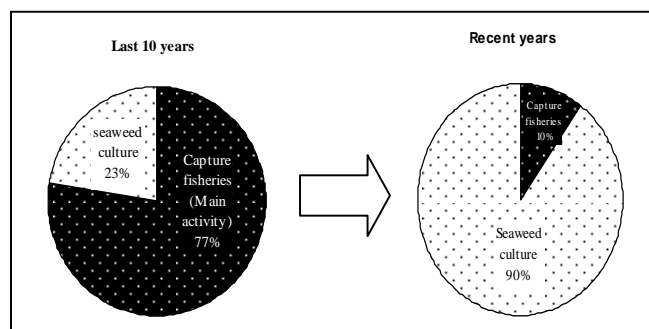 Last 10 years
seaweed
culture
23%
Capture
fisheries
(Main
activity)
77%
Recent years
Capture
fisheries
10%
Seaweed
culture
90%